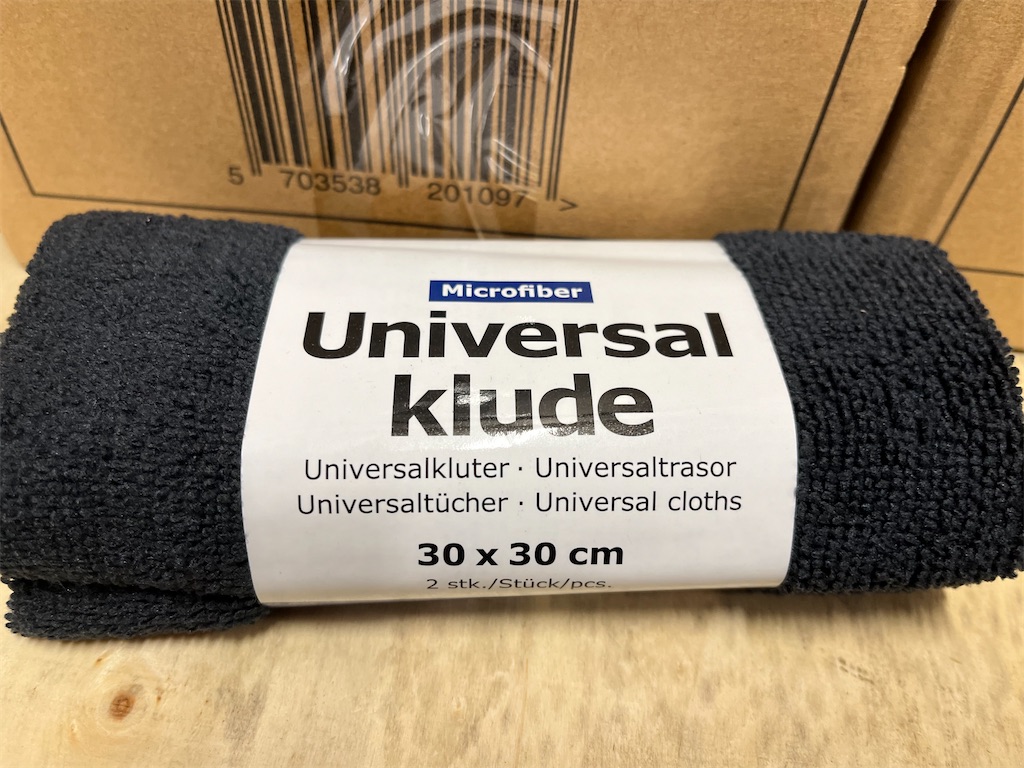 5 703538 201097 >
Microfiber
Universal
klude
Universalkluter · Universaltrasor
Universaltücher · Universal cloths
30 x 30 cm
2 stk./Stück/pcs.